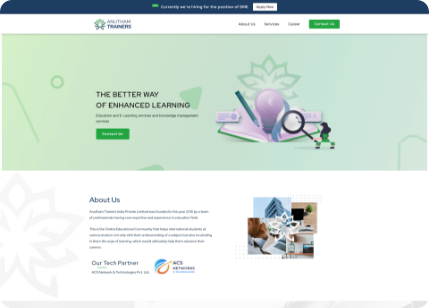 Currently we're hiring for the position of SME Apply Now
ANUTHAM
TRAINERS
About Us Services Career Contact Us
THE BETTER WAY
OF ENHANCED LEARNING
Education and E-Learning services and knowledge management
services
Contact Us
About Us
Anutham Trainers India Private Limited was founded in the year 2016 by a team
of professionals having core expertise and experience in education field.
This is the Online Educational Community that helps international students at
various levels
not only with their understanding of a subject but also
in them the urge of learning, which would ultimately help them advance their
careers.
Our Tech Partner
ACS Network & Technologies Pvt. Ltd.
ACS
NETWORKS
& TECHNOLOGIES